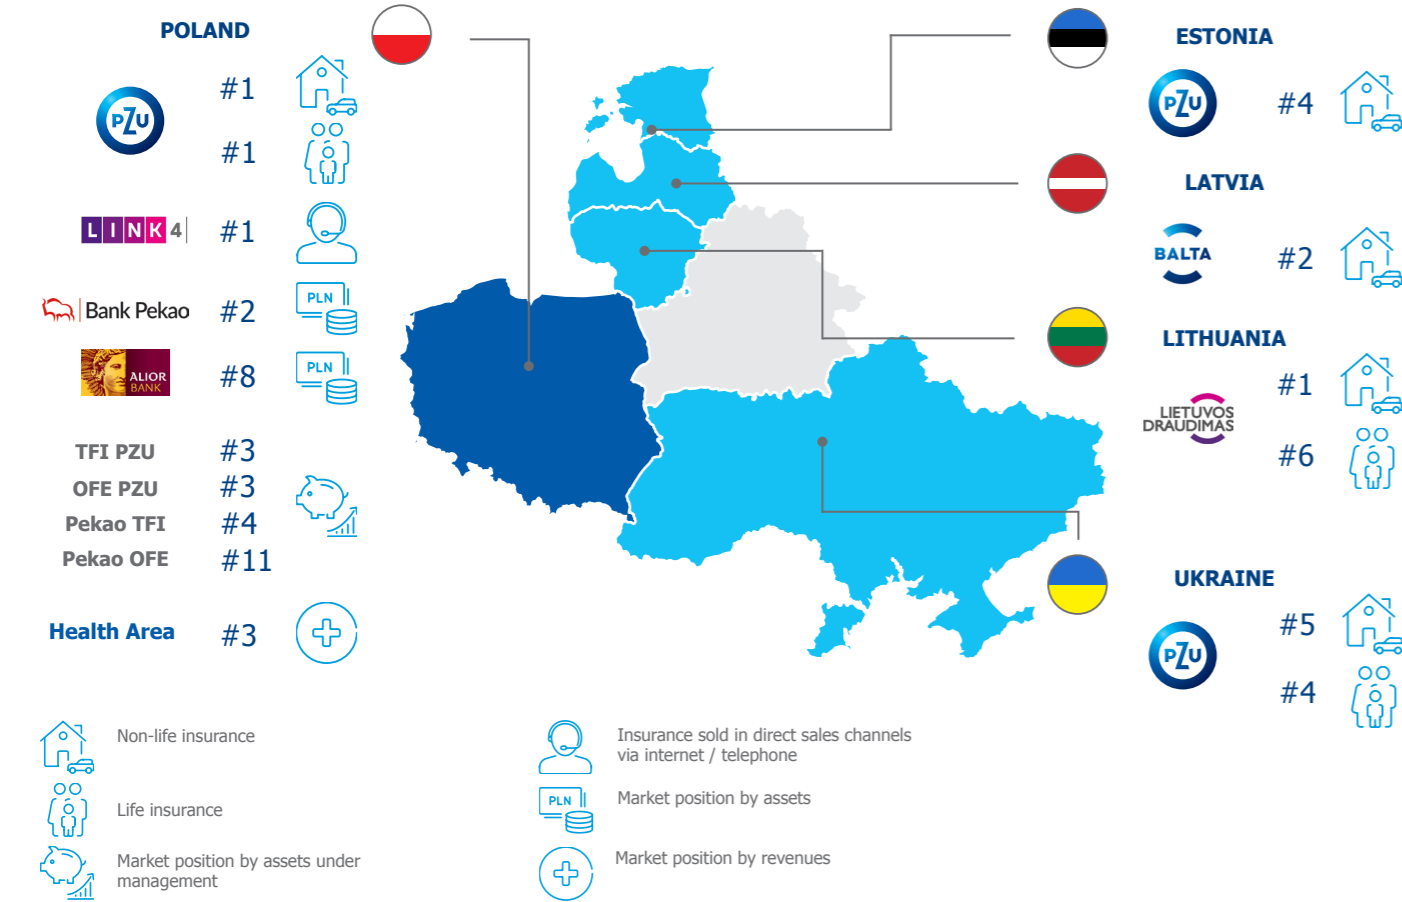 POLAND
PZU
#1
#1
LINK4
#1
Bank Pekao
#2
PLN
ALIOR
BANK
#8
PLN
TFI PZU
#3
OFE PZU
#3
Pekao TFI
#4
Pekao OFE
#11
Health Area
#3
ESTONIA
PZU
#4
LATVIA
BALTA
#2
LITHUANIA
LIETUVOS
DRAUDIMAS
#1
#6
UKRAINE
PZU
#5
#4
Non-life insurance
Life insurance
Market position by assets under
management
Insurance sold in direct sales channels
via internet / telephone
PLN
Market position by assets
Market position by revenues